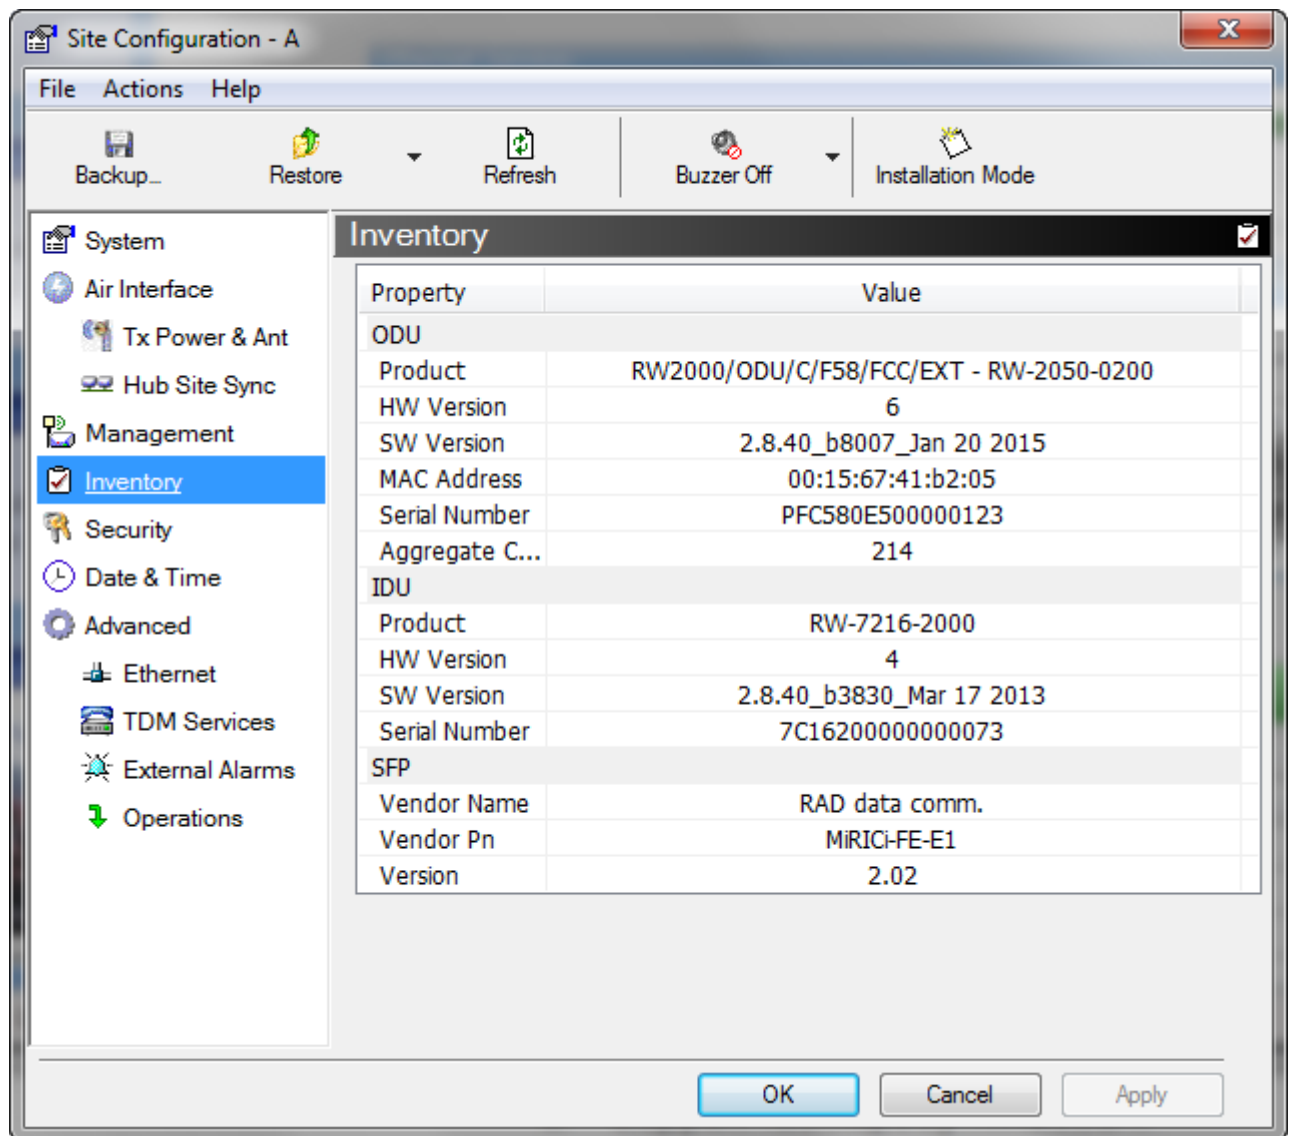 Site Configuration - A
File Actions Help
Backup... Restore Refresh Buzzer Off Installation Mode
System
Air Interface
Tx Power & Ant
Hub Site Sync
Management
Inventory
Security
Date & Time
Advanced
Ethernet
TDM Services
External Alarms
Operations
Inventory
Property Value
ODU
Product RW2000/ODU/C/F58/FCC/EXT - RW-2050-0200
HW Version 6
SW Version 2.8.40_b8007_Jan 20 2015
MAC Address 00:15:67:41:b2:05
Serial Number PFC580E500000123
Aggregate C... 214
IDU
Product RW-7216-2000
HW Version 4
SW Version 2.8.40_b3830_Mar 17 2013
Serial Number 7C16200000000073
SFP
Vendor Name RAD data comm.
Vendor Pn MiRICi-FE-E1
Version 2.02
OK Cancel Apply